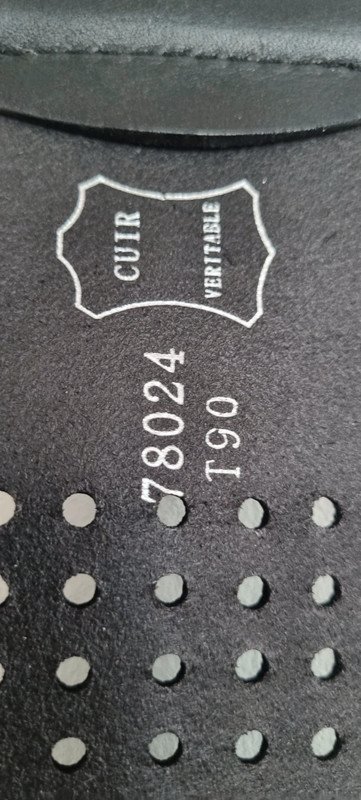 CUIR
VERITABLE
78024
T90